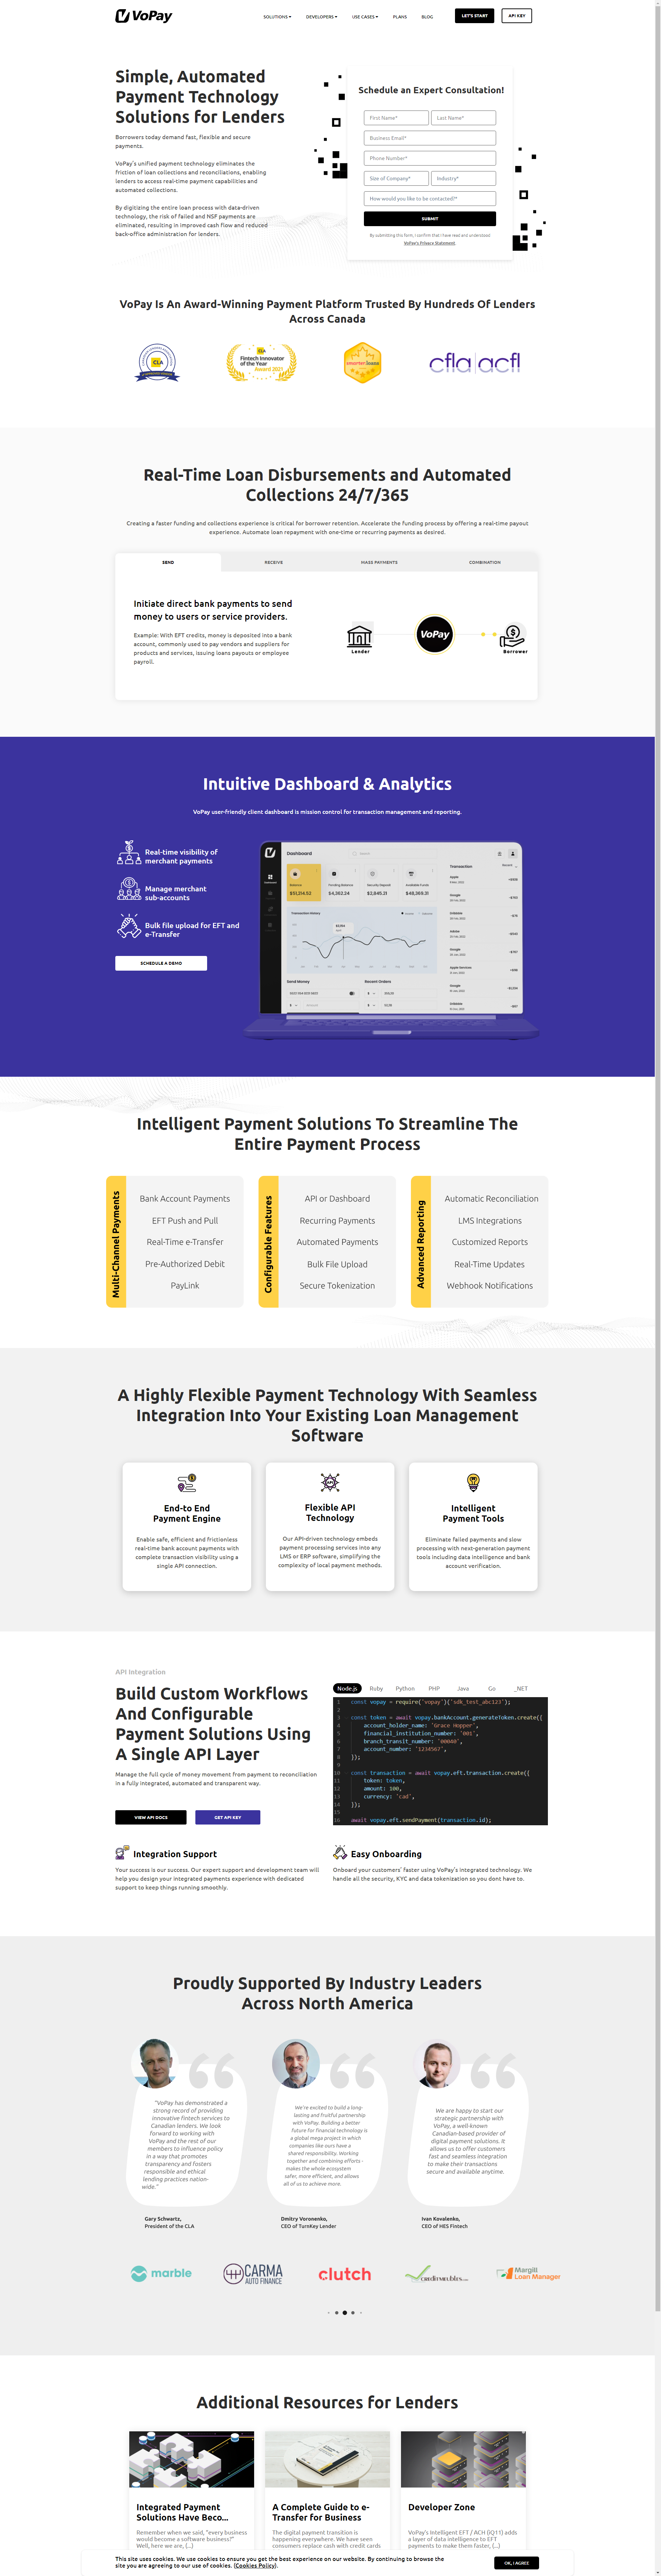 VoPay
SOLUTIONS
DEVELOPERS
USE CASES
PLANS
BLOG
LET'S START
API KEY
Simple, Automated
Payment Technology
Solutions for Lenders
Borrowers today demand fast, flexible and secure
payments.
VoPay's unified payment technology eliminates the
friction of loan collections and reconciliations, enabling
lenders to access real-time payment capabilities and
automated collections.
By digitizing the entire loan process with data-driven
technology, the risk of failed and NSF payments are
eliminated, resulting in improved cash flow and reduced
back-office administration for lenders.
Schedule an Expert Consultation!
First Name*
Last Name*
Business Email*
Phone Number*
Size of Company*
Industry*
How would you like to be contacted?*
SUBMIT
By submitting this form, I confirm that I have read and understood
VoPay's Privacy Statement.
VoPay Is An Award-Winning Payment Platform Trusted By Hundreds Of Lenders
Across Canada
CLA
CLA
Fintech Innovator
of the Year
Award 2021
smarter.loans
cfla acfl
Real-Time Loan Disbursements and Automated
Collections 24/7/365
Creating a faster funding and collections experience is critical for borrower retention. Accelerate the funding process by offering a real-time payout
experience. Automate loan repayment with one-time or recurring payments as desired.
SEND
RECEIVE
MASS PAYMENTS
COMBINATION
Initiate direct bank payments to send
money to users or service providers.
Example: With EFT credits, money is deposited into a bank
account, commonly used to pay vendors and suppliers for
products and services, issuing loans payouts or employee
payroll.
Lender
VoPay
Borrower
Intuitive Dashboard & Analytics
VoPay user-friendly client dashboard is mission control for transaction management and reporting.
Real-time visibility of
merchant payments
Manage merchant
sub-accounts
Bulk file upload for EFT and
e-Transfer
SCHEDULE A DEMO
Dashboard
Balance
$51,214.52
Funding Balance
$4,282.24
Security Deposit
$3,845.21
Available Funds
$48,369.31
Transaction History
Send Money
Recent Orders
Transaction
Apple
Google
Dribbble
Adobe
Google
Apple Services
Google
Dribbble
Intelligent Payment Solutions To Streamline The
Entire Payment Process
Multi-Channel Payments
Bank Account Payments
EFT Push and Pull
Real-Time e-Transfer
Pre-Authorized Debit
PayLink
Configurable Features
API or Dashboard
Recurring Payments
Automated Payments
Bulk File Upload
Secure Tokenization
Advanced Reporting
Automatic Reconciliation
LMS Integrations
Customized Reports
Real-Time Updates
Webhook Notifications
A Highly Flexible Payment Technology With Seamless
Integration Into Your Existing Loan Management
Software
End-to End
Payment Engine
Enable safe, efficient and frictionless
real-time bank account payments with
complete transaction visibility using a
single API connection.
API
Flexible API
Technology
Our API-driven technology embeds
payment processing services into any
LMS or ERP software, simplifying the
complexity of local payment methods.
Intelligent
Payment Tools
Eliminate failed payments and slow
processing with next-generation payment
tools including data intelligence and bank
account verification.
API Integration
Build Custom Workflows
And Configurable
Payment Solutions Using
A Single API Layer
Manage the full cycle of money movement from payment to reconciliation
in a fully integrated, automated and transparent way.
VIEW API DOCS
GET API KEY
Node.js
Ruby
Python
PHP
Java
Go
.NET
1 const vopay = require('vopay')('sdk_test_abc123');
2
3 const token = await vopay.bankAccount.generateToken.create({
4 account_holder_name: 'Grace Hopper',
5 financial_institution_number: '001',
6 branch_transit_number: '00040',
7 account_number: '1234567',
8 });
9
10 const transaction = await vopay.eft.transaction.create({
11 token: token,
12 amount: 100,
13 currency: 'cad',
14 });
15
16 await vopay.eft.sendPayment(transaction.id);
Integration Support
Your success is our success. Our expert support and development team will
help you design your integrated payments experience with dedicated
support to keep things running smoothly.
Easy Onboarding
Onboard your customers' faster using VoPay's integrated technology. We
handle all the security, KYC and data tokenization so you dont have to.
Proudly Supported By Industry Leaders
Across North America
"VoPay has demonstrated a
strong record of providing
innovative fintech services to
Canadian lenders. We look
forward to working with
VoPay and the rest of our
members to influence policy
in a way that promotes
transparency and fosters
responsible and ethical
lending practices nation-
wide."
Gary Schwartz,
President of the CLA
We're excited to build a long-
lasting and fruitful partnership
with VoPay. Building a better
future for financial technology is
a global mega project in which
companies like ours have a
shared responsibility. Working
together and combining efforts -
makes the whole ecosystem
safer, more efficient, and allows
all of us to achieve more.
Dmitry Voronenko,
CEO of TurnKey Lender
We are happy to start our
strategic partnership with
VoPay, a well-known
Canadian-based provider of
digital payment solutions. It
allows us to offer customers
fast and seamless integration
to make their transactions
secure and available anytime.
Ivan Kovalenko,
CEO of HES Fintech
marble
CARMA
AUTO FINANCE
clutch
Margill
Loan Manager
Additional Resources for Lenders
Integrated Payment
Solutions Have Beco...
Remember when we said, "every business
would become a software business?"
Well, here we are, (...)
A Complete Guide to e-
Transfer for Business
The digital payment transition is
happening everywhere. We have seen
consumers replace cash with credit cards
Developer Zone
VoPay's Intelligent EFT / ACH (iQ11) adds
a layer of data intelligence to EFT
payments to make them faster, (...)
This site uses cookies. We use cookies to ensure you get the best experience on our website. By continuing to browse the
site you are agreeing to our use of cookies. (Cookies Policy).
OK, I AGREE